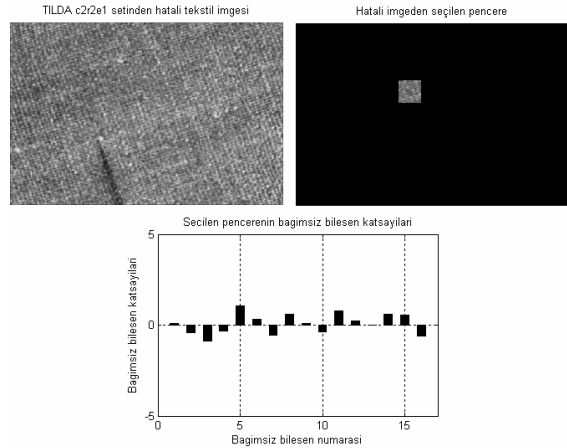 TILDA c2r2e1 setinden hatali tekstil imgesi
Hatali imgeden seçilen pencere
Secilen pencerenin bagimsiz bilesen katsayilari
Bagimsiz bilesen katsayilari
5
0
-5
0
5
10
15
Bagimsiz bilesen numarasi